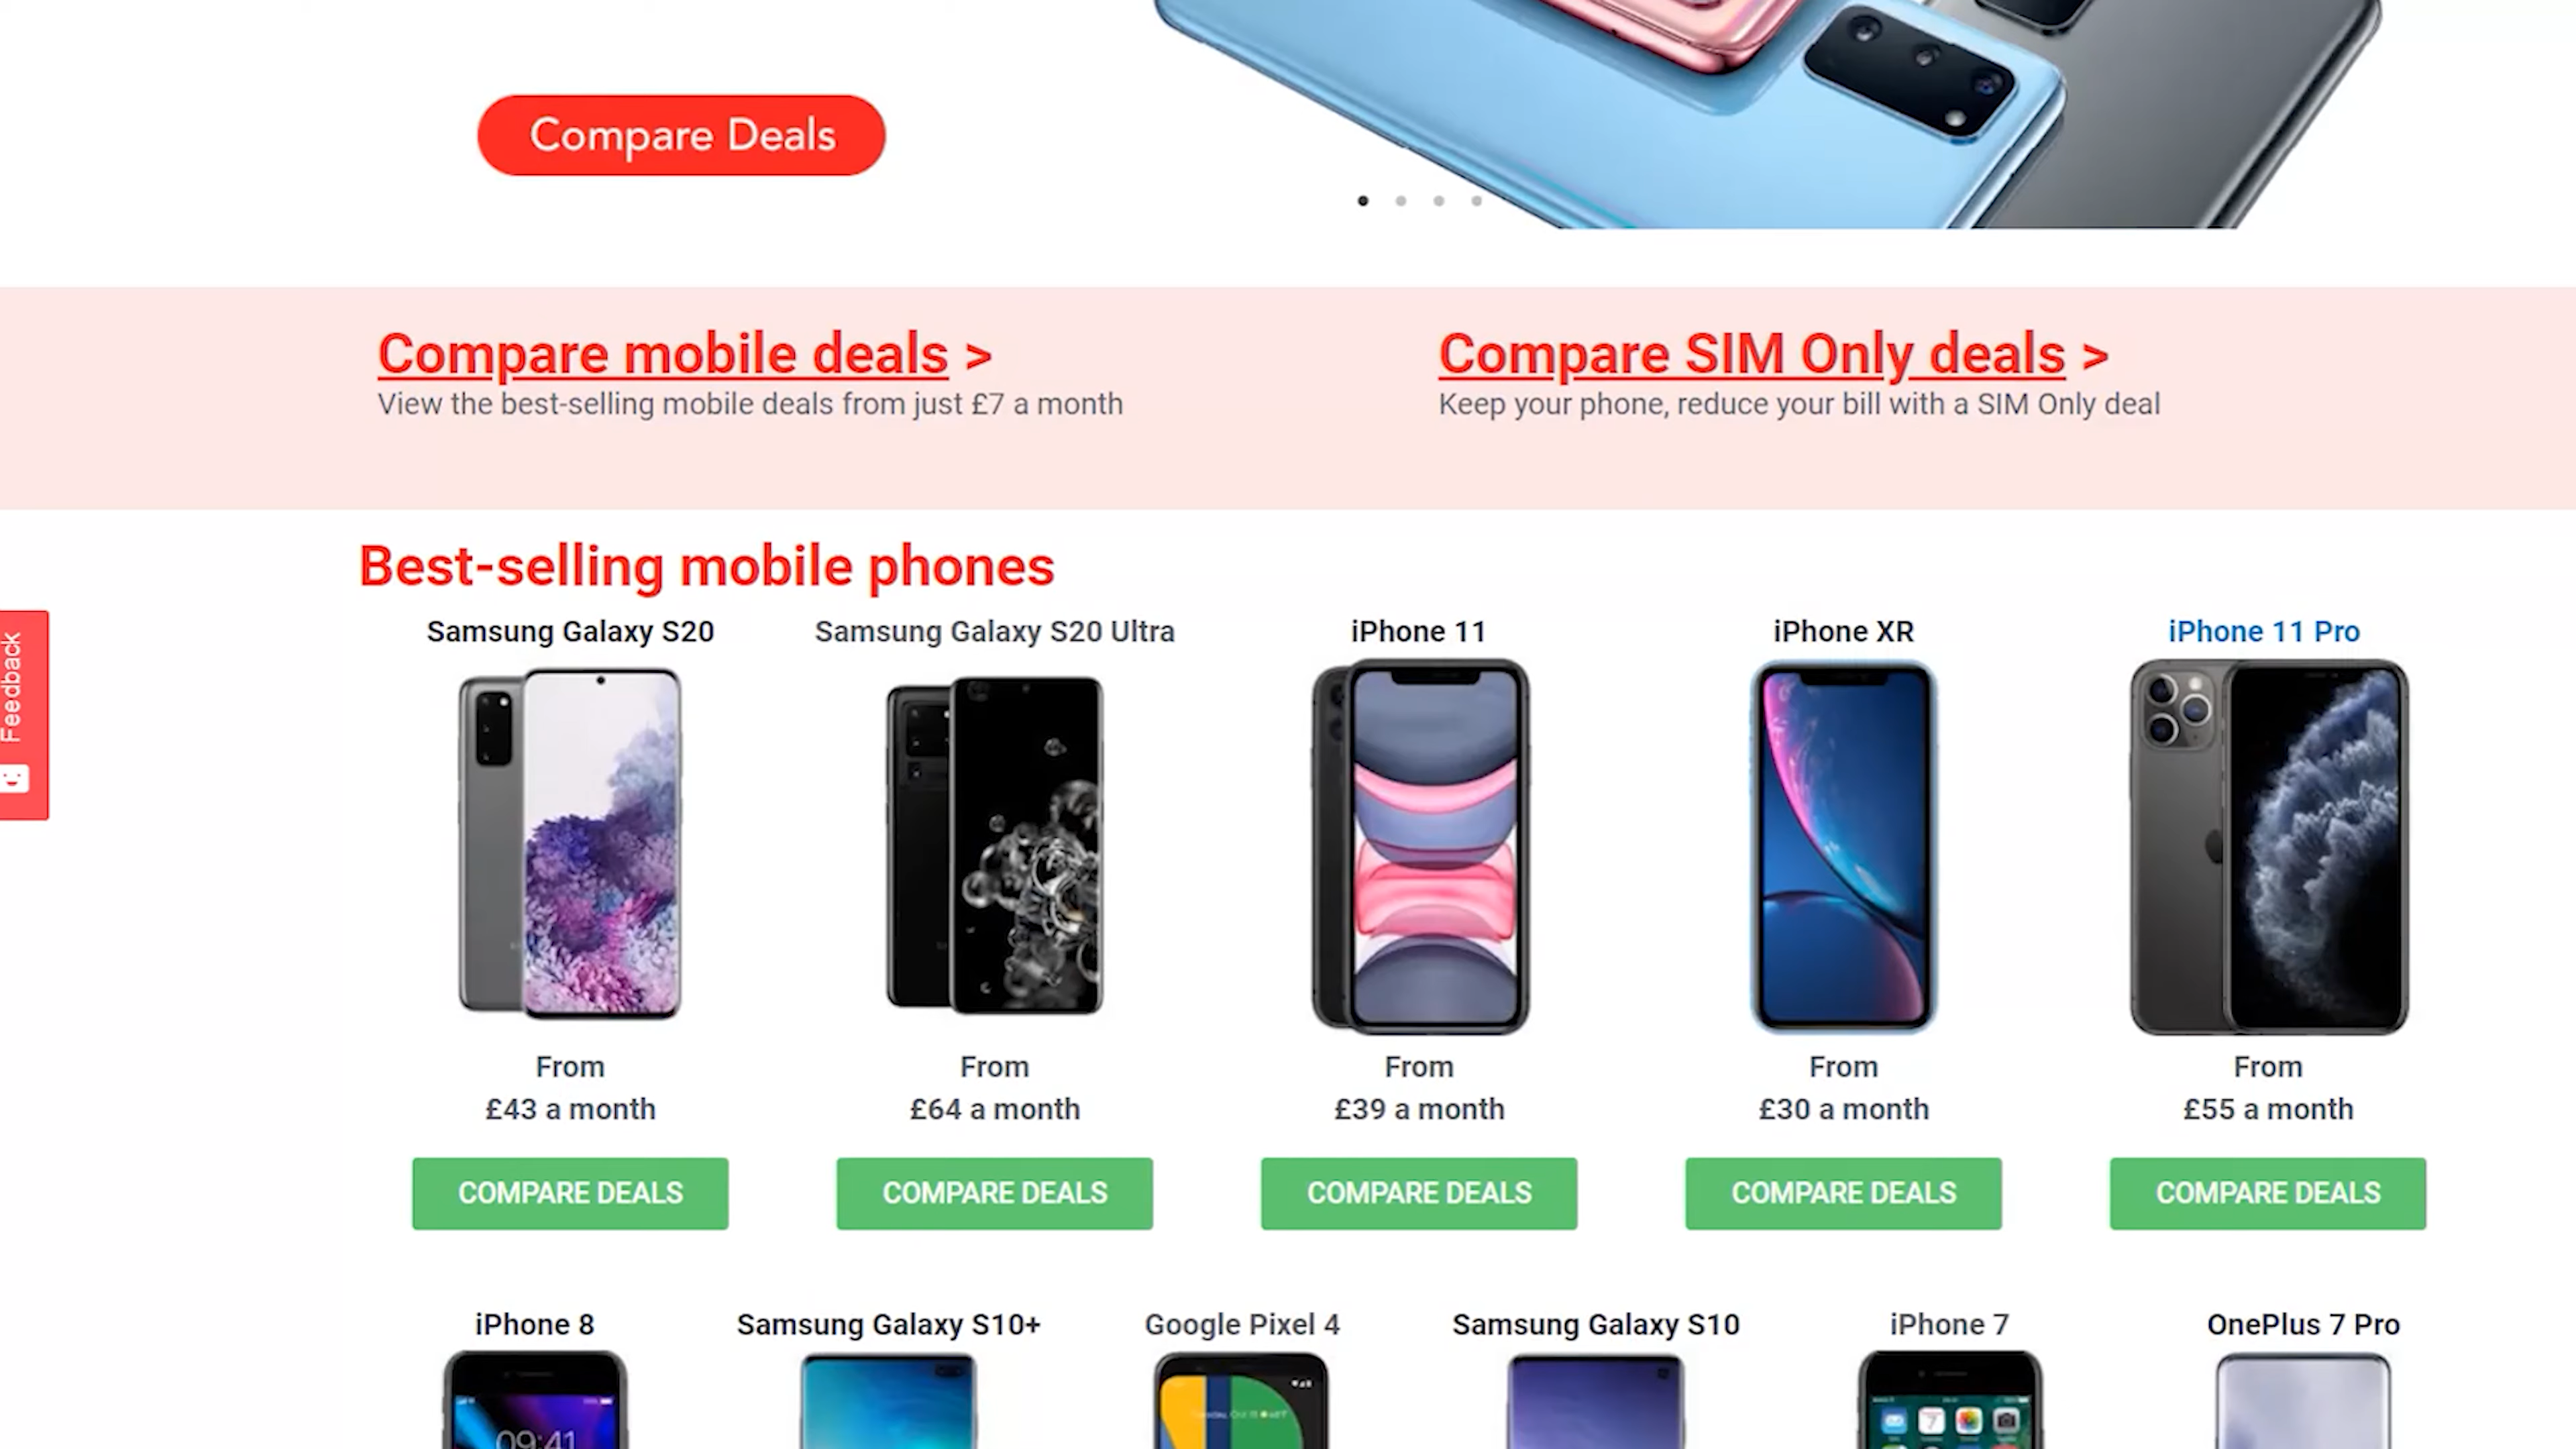 Compare Deals
Compare mobile deals >
View the best-selling mobile deals from just £7 a month
Compare SIM Only deals >
Keep your phone, reduce your bill with a SIM Only deal
Best-selling mobile phones
Feedback
Samsung Galaxy S20
Samsung Galaxy S20 Ultra
iPhone 11
iPhone XR
iPhone 11 Pro
From
£43 a month
From
£64 a month
From
£39 a month
From
£30 a month
From
£55 a month
COMPARE DEALS
COMPARE DEALS
COMPARE DEALS
COMPARE DEALS
COMPARE DEALS
iPhone 8
Samsung Galaxy S10+
Google Pixel 4
Samsung Galaxy S10
iPhone 7
OnePlus 7 Pro
09:41